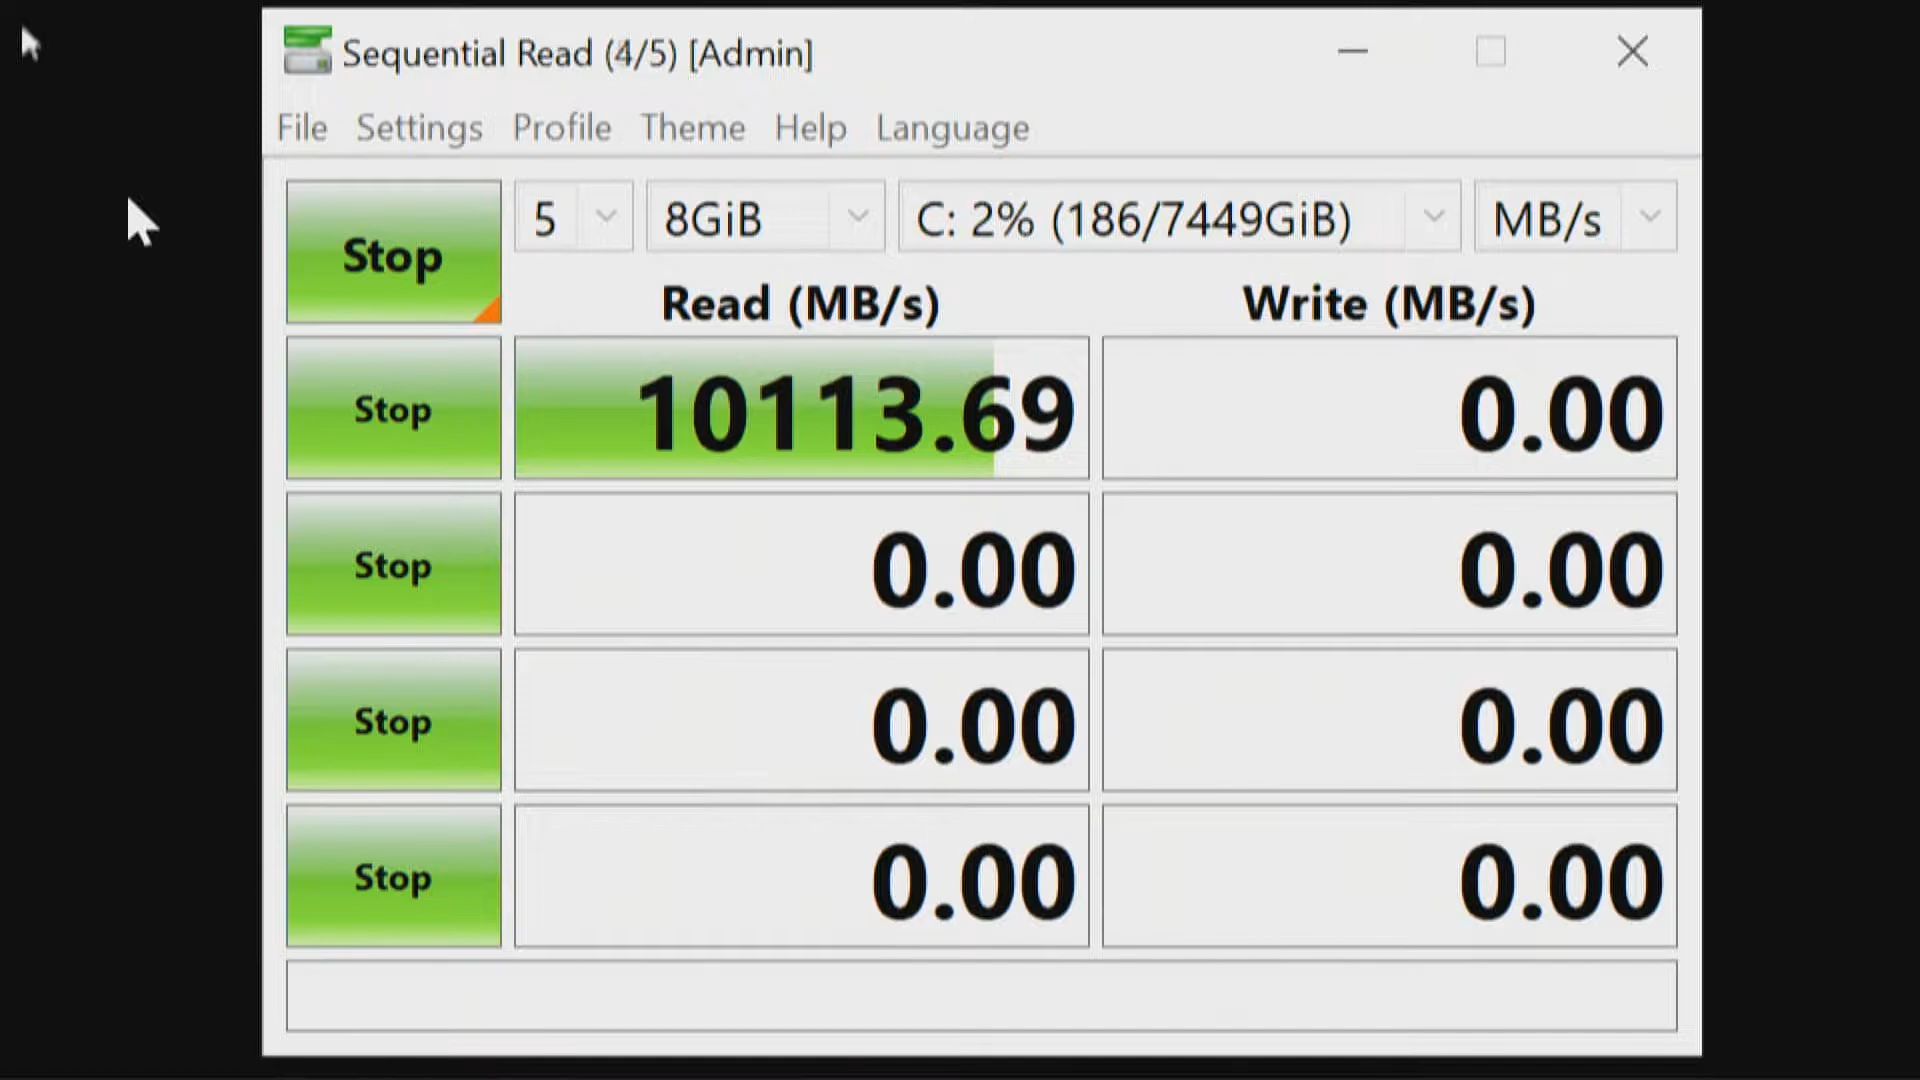 Sequential Read (4/5) [Admin]
File Settings Profile Theme Help Language
Stop 5 8GiB C: 2% (186/7449GiB) MB/s
Read (MB/s) Write (MB/s)
Stop 10113.69 0.00
Stop 0.00 0.00
Stop 0.00 0.00
Stop 0.00 0.00